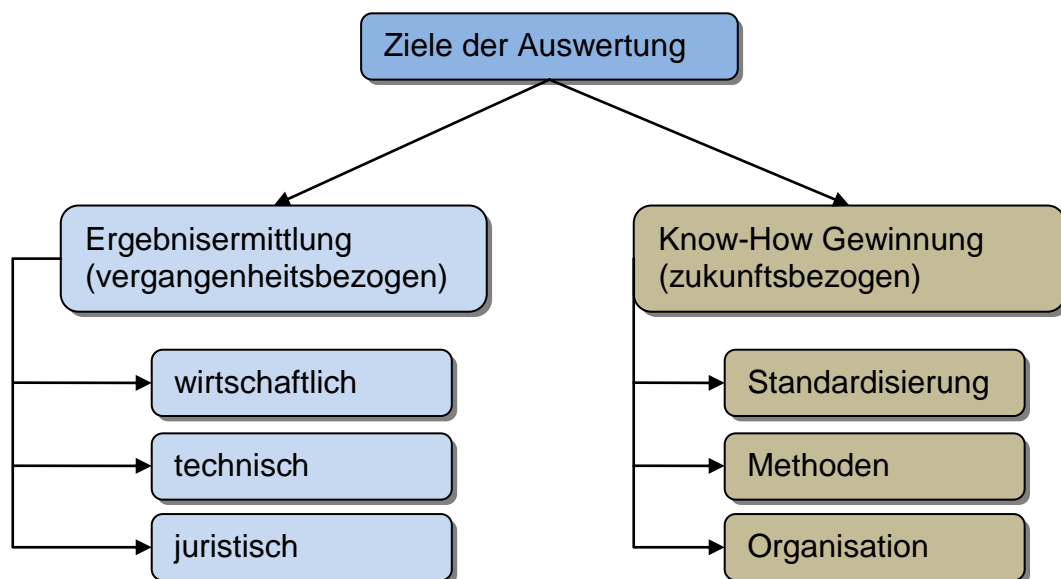 Ziele der Auswertung
Ergebnisermittlung
(vergangenheitsbezogen)
wirtschaftlich
technisch
juristisch
Know-How Gewinnung
(zukunftsbezogen)
Standardisierung
Methoden
Organisation